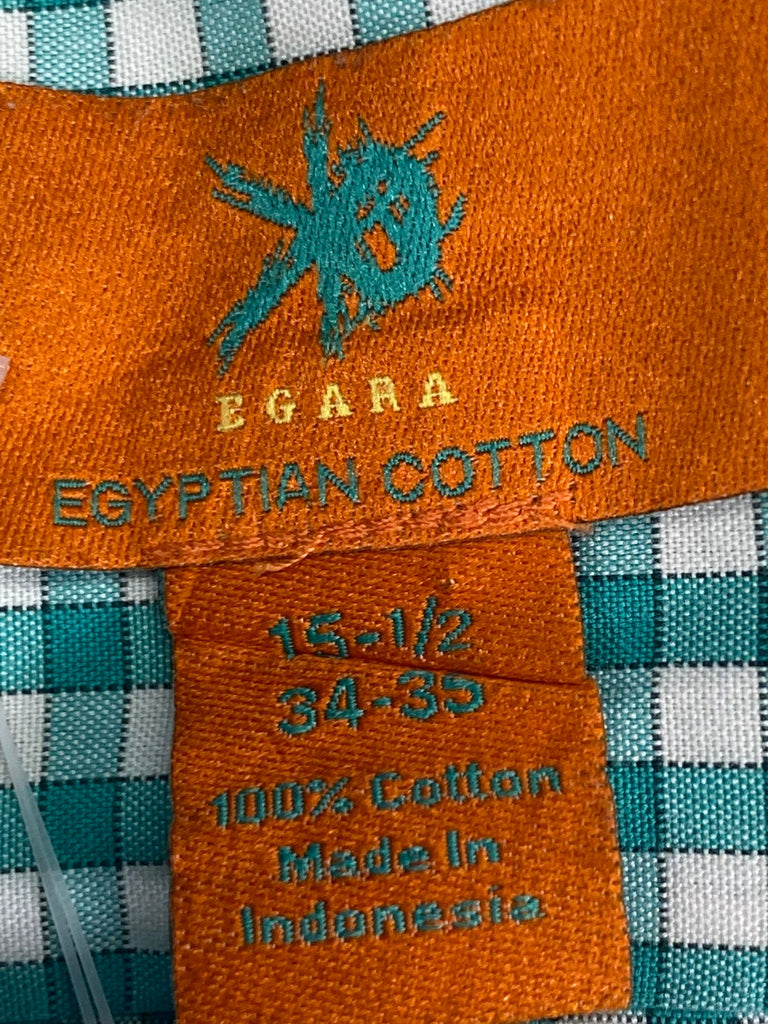 EGARA
EGYPTIAN COTTON
15-1/2
34-35
100% Cotton
Made In
Indonesia